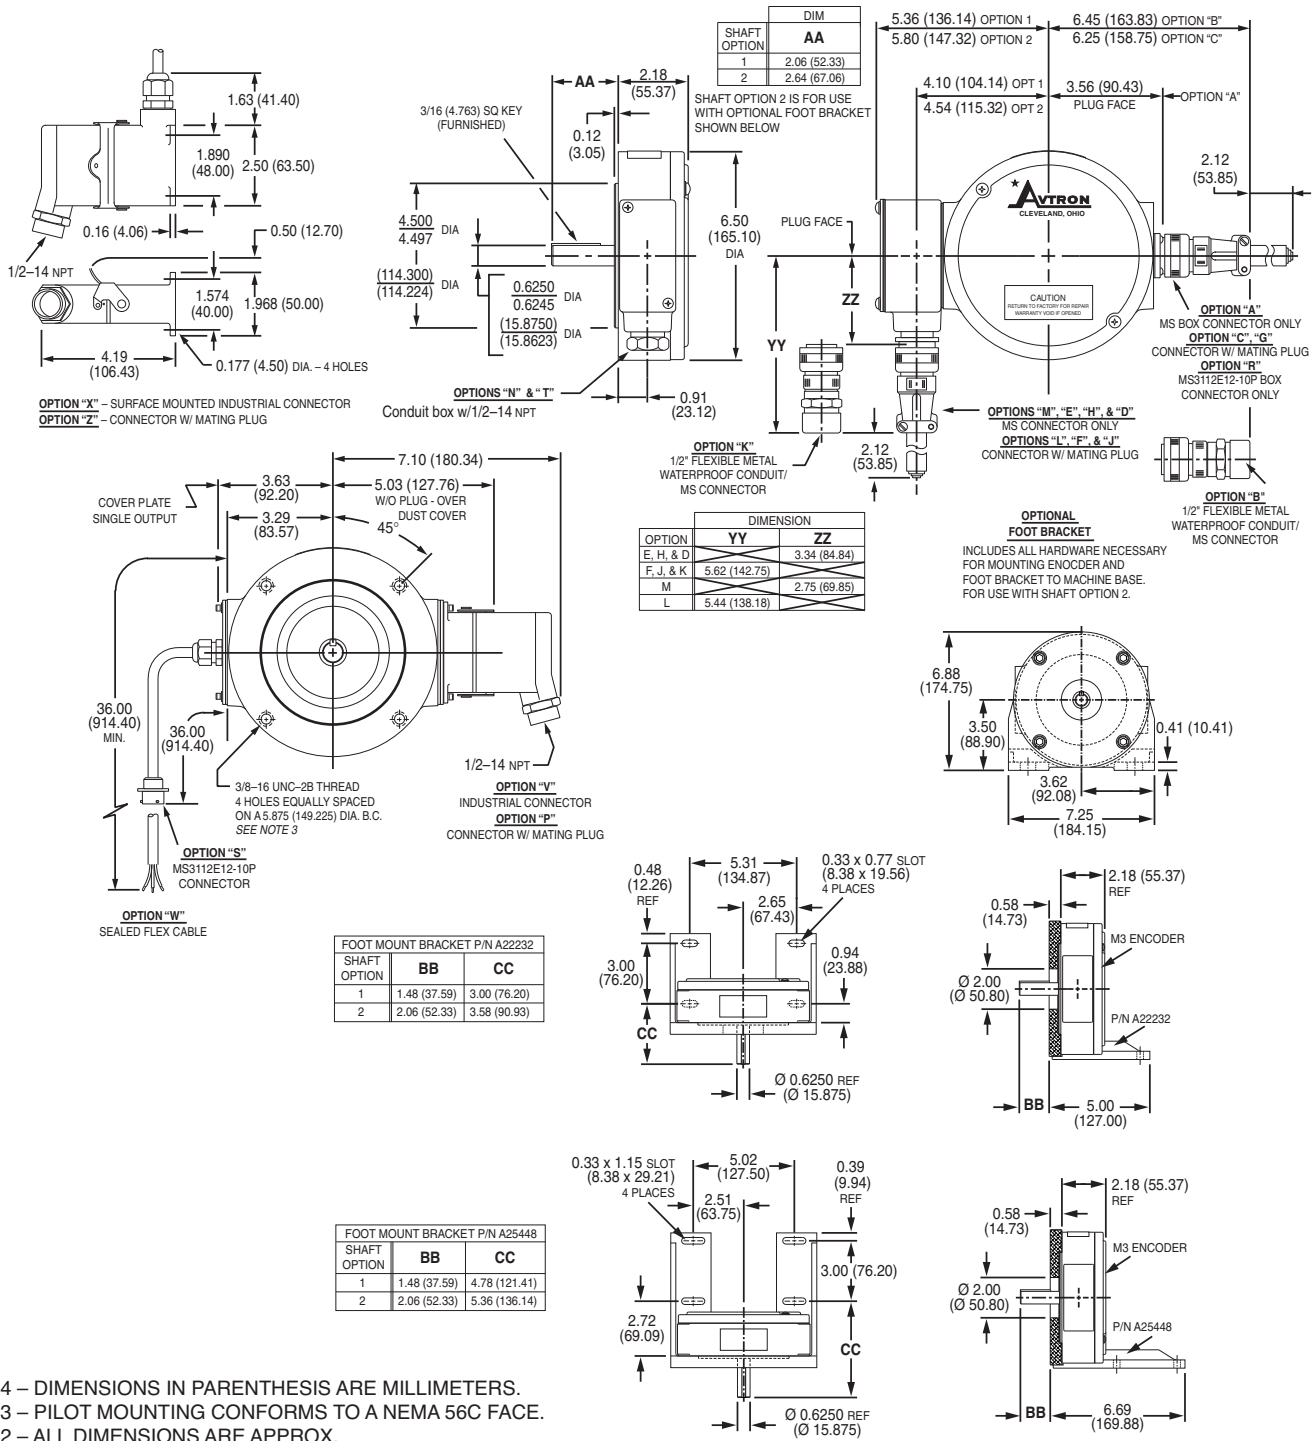 1.63 (41.40)
1.890
(48.00)
2.50 (63.50)
0.16 (4.06)
0.50 (12.70)
1/2–14 NPT
1.574
(40.00)
1.968 (50.00)
4.19
(106.43)
0.177 (4.50) DIA. – 4 HOLES
OPTION “X” – SURFACE MOUNTED INDUSTRIAL CONNECTOR
OPTION “Z” – CONNECTOR W/ MATING PLUG
AA
2.18
(55.37)
3/16 (4.763) SQ KEY
(FURNISHED)
0.12
(3.05)
4.500
4.497
DIA
(114.300)
(114.224)
DIA
0.6250
0.6245
DIA
(15.8750)
(15.8623)
DIA
6.50
(165.10)
DIA
OPTIONS “N” & “ T”
Conduit box w/1/2–14 NPT
0.91
(23.12)
DIM
SHAFT
OPTION
AA
1 2.06 (52.33)
2 2.64 (67.06)
SHAFT OPTION 2 IS FOR USE
WITH OPTIONAL FOOT BRACKET
SHOWN BELOW
5.36 (136.14) OPTION 1
5.80 (147.32) OPTION 2
6.45 (163.83) OPTION “B”
6.25 (158.75) OPTION “C”
4.10 (104.14) OPT 1
4.54 (115.32) OPT 2
3.56 (90.43)
PLUG FACE
OPTION “A”
2.12
(53.85)
PLUG FACE
AVTRON
CLEVELAND, OHIO
CAUTION
RETURN TO FACTORY FOR REPAIR
WARRANTY VOID IF OPENED
ZZ
YY
OPTION “A”
MS BOX CONNECTOR ONLY
OPTION “C”, “G”
CONNECTOR W/ MATING PLUG
OPTION “R”
MS3112E12-10P BOX
CONNECTOR ONLY
OPTIONS “M”, “E”, “H”, & “D”
MS CONNECTOR ONLY
OPTIONS “L”, “F”, & “J”
CONNECTOR W/ MATING PLUG
OPTION “K”
1/2" FLEXIBLE METAL
WATERPROOF CONDUIT/
MS CONNECTOR
2.12
(53.85)
OPTION "B"
1/2" FLEXIBLE METAL
WATERPROOF CONDUIT/
MS CONNECTOR
DIMENSION
OPTION YY ZZ
E, H, & D 3.34 (84.84)
F, J, & K 5.62 (142.75)
M 2.75 (69.85)
L 5.44 (138.18)
OPTIONAL
FOOT BRACKET
INCLUDES ALL HARDWARE NECESSARY
FOR MOUNTING ENOCDER AND
FOOT BRACKET TO MACHINE BASE.
FOR USE WITH SHAFT OPTION 2.
7.10 (180.34)
3.63
(92.20)
5.03 (127.76)
W/O PLUG - OVER
DUST COVER
COVER PLATE
SINGLE OUTPUT
3.29
(83.57)
45°
36.00
(914.40)
MIN.
36.00
(914.40)
1/2–14 NPT
3/8–16 UNC–2B THREAD
4 HOLES EQUALLY SPACED
ON A 5.875 (149.225) DIA. B.C.
SEE NOTE 3
OPTION “V”
INDUSTRIAL CONNECTOR
OPTION “P”
CONNECTOR W/ MATING PLUG
OPTION “S”
MS3112E12-10P
CONNECTOR
OPTION “W”
SEALED FLEX CABLE
6.88
(174.75)
3.50
(88.90)
0.41 (10.41)
3.62
(92.08)
7.25
(184.15)
FOOT MOUNT BRACKET P/N A22232
SHAFT
OPTION
BB CC
1 1.48 (37.59) 3.00 (76.20)
2 2.06 (52.33) 3.58 (90.93)
0.48
(12.26)
REF
5.31
(134.87)
0.33 x 0.77 SLOT
(8.38 x 19.56)
4 PLACES
2.65
(67.43)
3.00
(76.20)
0.94
(23.88)
CC
Ø 0.6250 REF
(Ø 15.875)
2.18 (55.37)
REF
0.58
(14.73)
M3 ENCODER
Ø 2.00
(Ø 50.80)
P/N A22232
BB
5.00
(127.00)
FOOT MOUNT BRACKET P/N A25448
SHAFT
OPTION
BB CC
1 1.48 (37.59) 4.78 (121.41)
2 2.06 (52.33) 5.36 (136.14)
0.33 x 1.15 SLOT
(8.38 x 29.21)
4 PLACES
5.02
(127.50)
0.39
(9.94)
REF
2.51
(63.75)
3.00 (76.20)
2.72
(69.09)
CC
Ø 0.6250 REF
(Ø 15.875)
2.18 (55.37)
REF
0.58
(14.73)
M3 ENCODER
Ø 2.00
(Ø 50.80)
P/N A25448
BB
6.69
(169.88)
4 – DIMENSIONS IN PARENTHESIS ARE MILLIMETERS.
3 – PILOT MOUNTING CONFORMS TO A NEMA 56C FACE.
2 – ALL DIMENSIONS ARE APPROX.